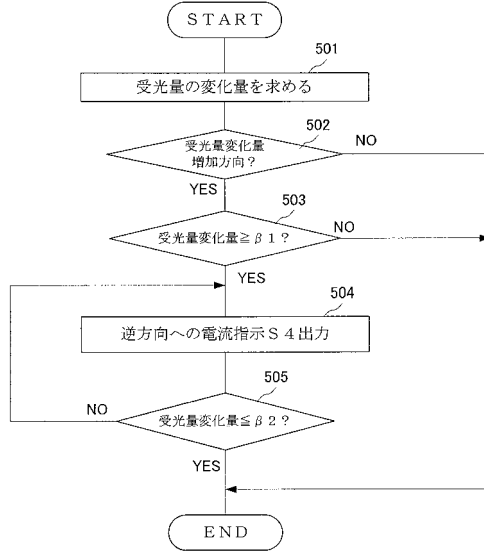 START
501
受光量の変化量を求める
502
受光量変化量
増加方向?
NO
YES
503
受光量変化量≧β1?
NO
YES
504
逆方向への電流指示S4出力
505
受光量変化量≦β2?
NO
YES
END